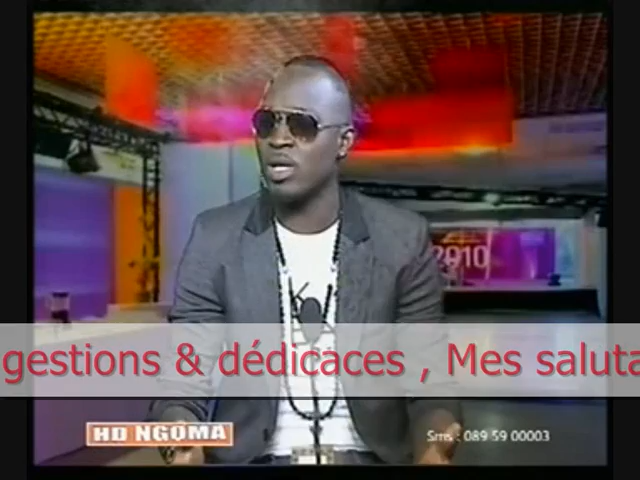 2010
gestions & dédicaces , Mes saluta
HD NGOMA
Sms : 089 59 00003